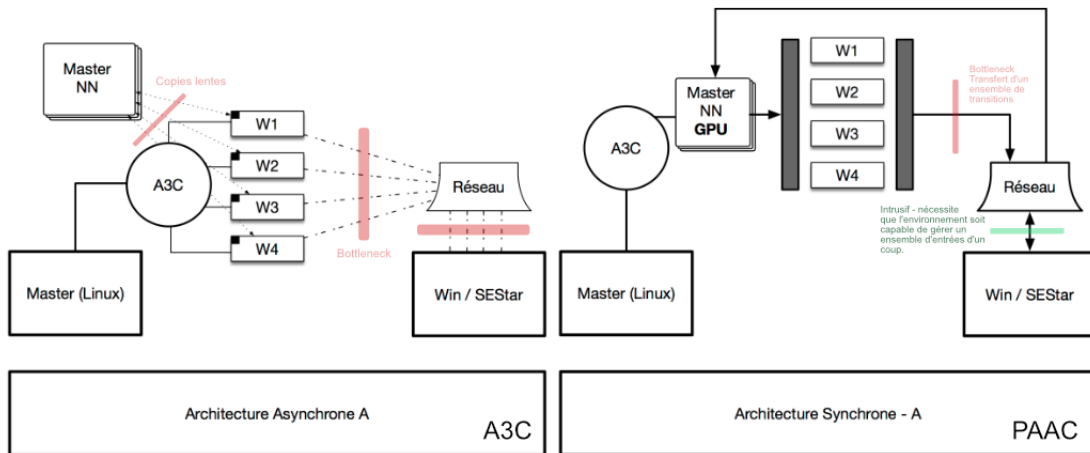 Master
NN
Copies lentes
W1
W2
W3
W4
A3C
Réseau
Bottleneck
Master (Linux)
Win / SEStar
Architecture Asynchrone A
A3C
W1
W2
W3
W4
Master
NN
GPU
A3C
Bottleneck
Transfert d'un
ensemble de
transitions
Réseau
Intrusif - nécessite
que l'environnement soit
capable de gérer un
ensemble d'entrées d'un
coup.
Master (Linux)
Win / SEStar
Architecture Synchrone - A
PAAC